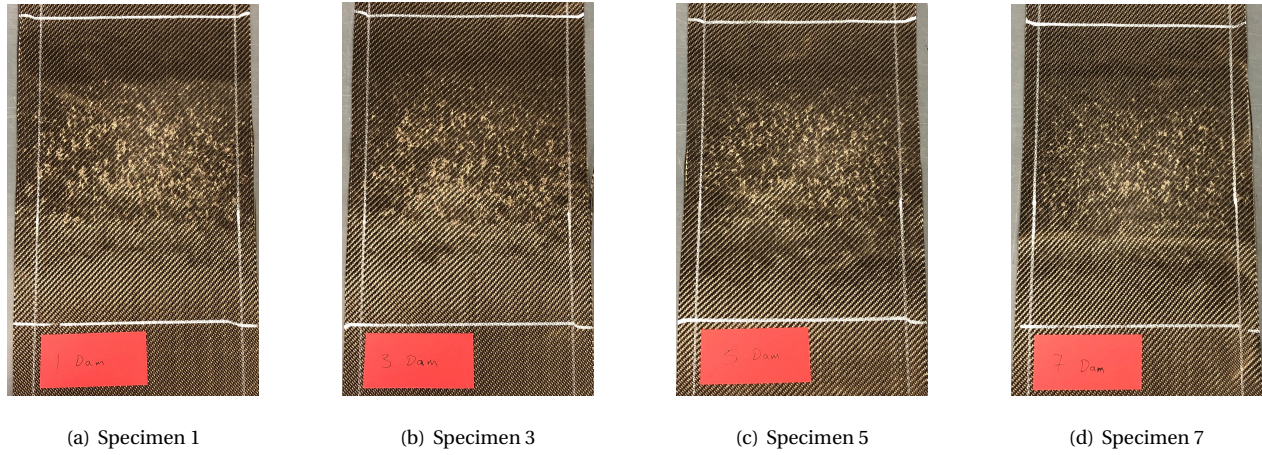 1 Dam
3 Dam
5 Dam
7 Dam
(a) Specimen 1
(b) Specimen 3
(c) Specimen 5
(d) Specimen 7